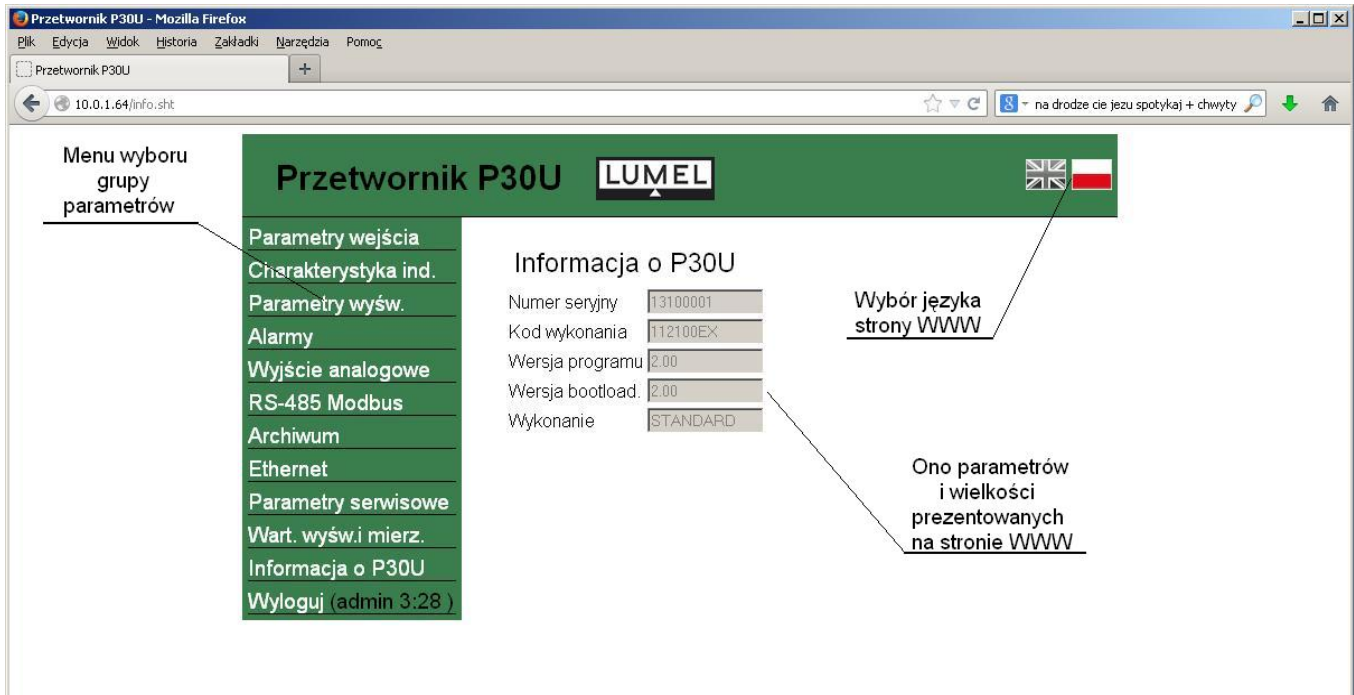 Przetwornik P30U - Mozilla Firefox
Plik Edycja Widok Historia Zakładki Narzędzia Pomoc
Przetwornik P30U
+
10.0.1.64/info.sht
8 na drodze cie jezu spotykaj + chwyty
Menu wyboru
grupy
parametrów
Przetwornik P30U
LUMEL
Parametry wejścia
Charakterystyka ind.
Parametry wyśw.
Alarmy
Wyjście analogowe
RS-485 Modbus
Archiwum
Ethernet
Parametry serwisowe
Wart. wyśw.i mierz.
Informacja o P30U
Wyloguj (admin 3:28 )
Informacja o P30U
Numer seryjny 13100001
Kod wykonania 112100EX
Wersja programu 2.00
Wersja bootload. 2.00
Wykonanie STANDARD
Wybór języka
strony WWW
Ono parametrów
i wielkości
prezentowanych
na stronie WWW